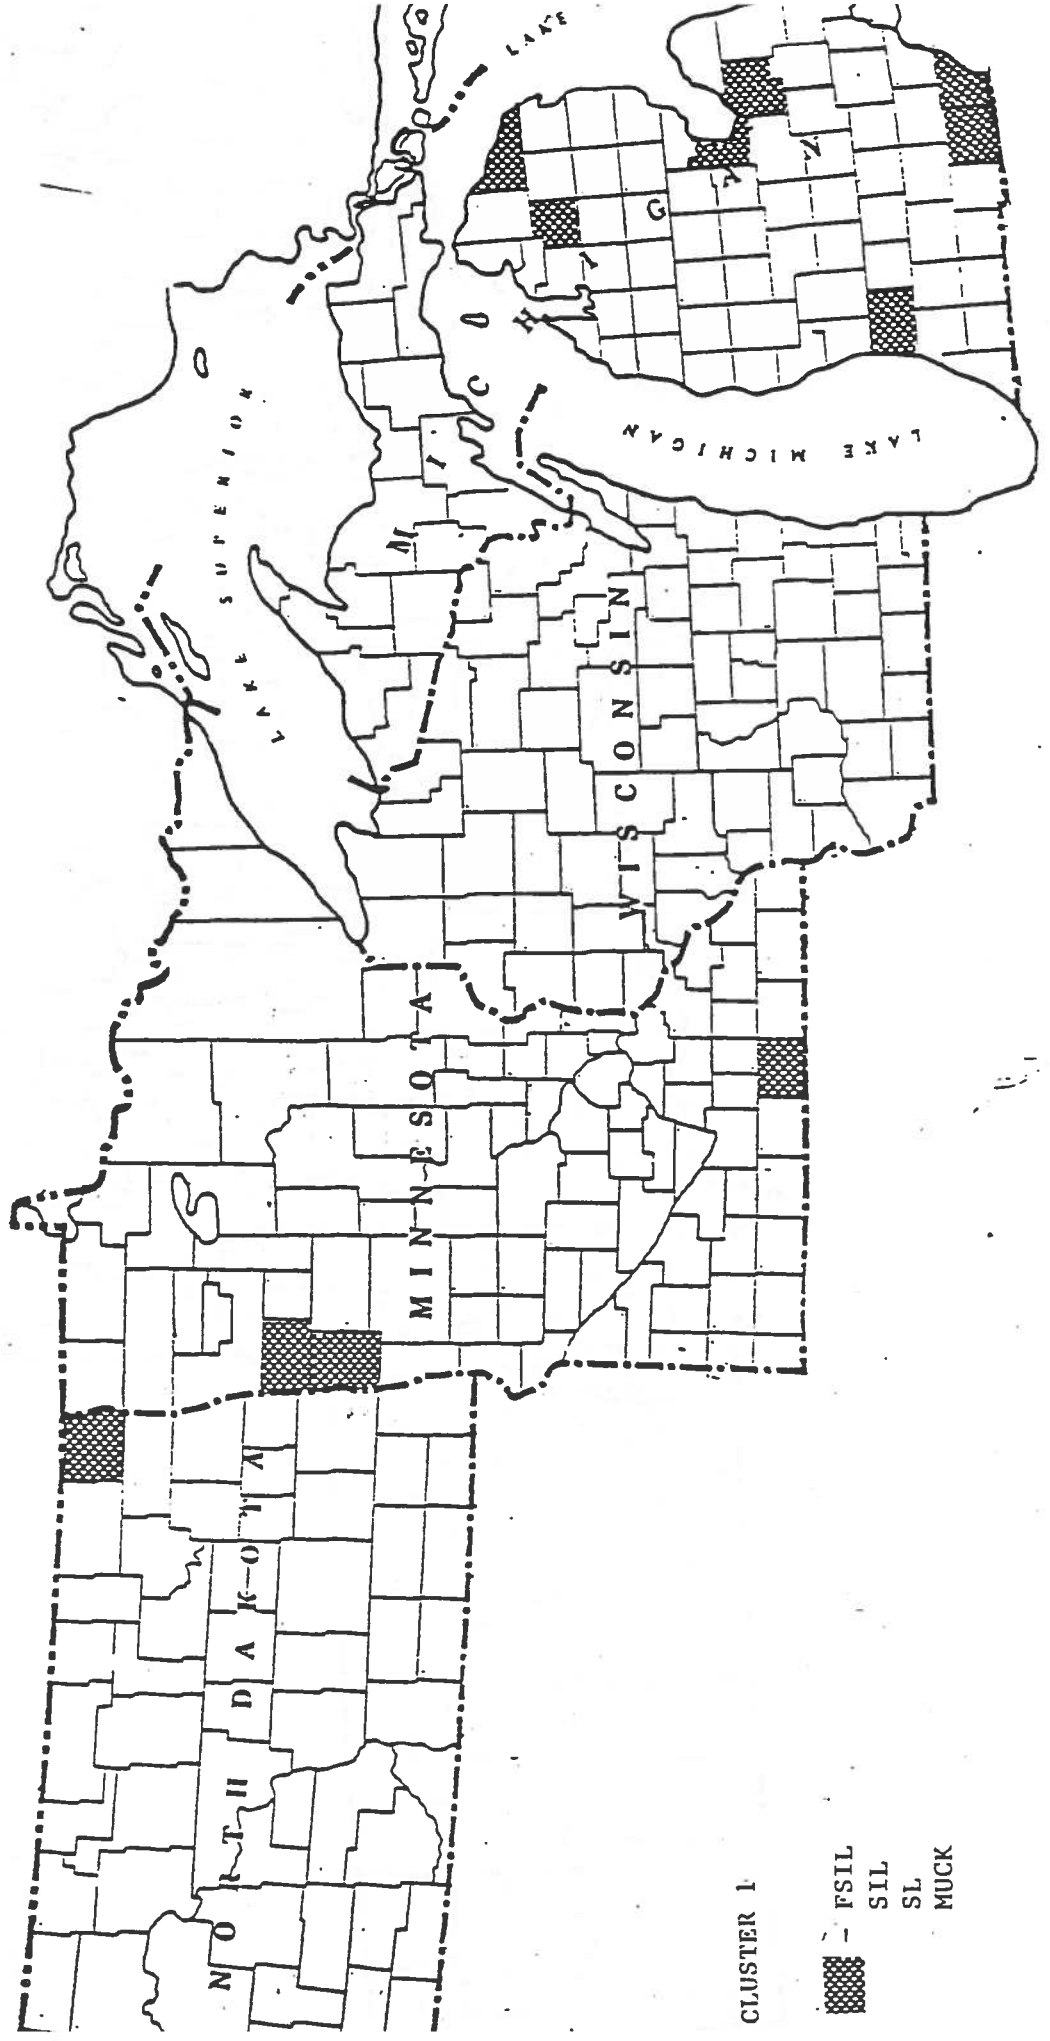 NORTH DAKOTA
MINNESOTA
WISCONSIN
MICHIGAN
LAKE SUPERIOR
LAKE MICHIGAN
LAKE
CLUSTER 1
- FSIL
SIL
SL
MUCK